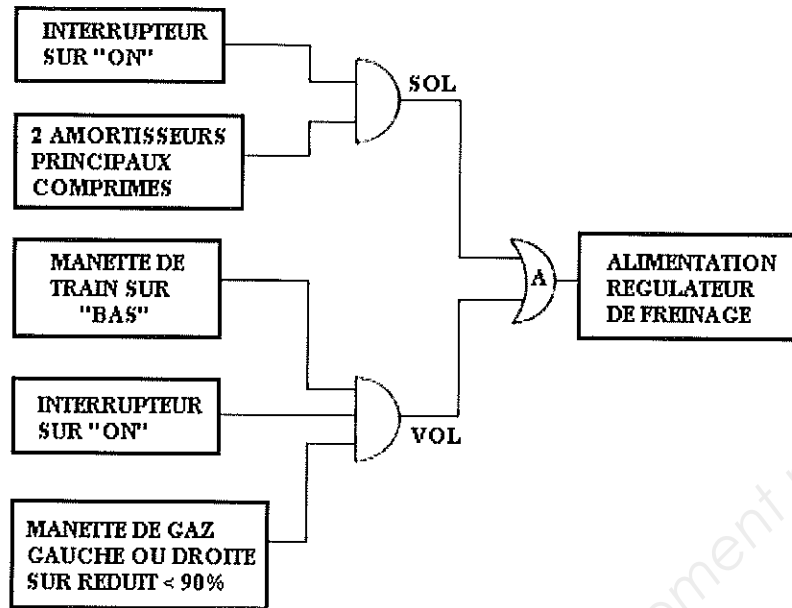 INTERRUPTEUR
SUR "ON"
SOL
2 AMORTISSEURS
PRINCIPAUX
COMPRIMES
MANETTE DE
TRAIN SUR
"BAS"
A
ALIMENTATION
REGULATEUR
DE FREINAGE
INTERRUPTEUR
SUR "ON"
VOL
MANETTE DE GAZ
GAUCHE OU DROITE
SUR REDUIT < 90%